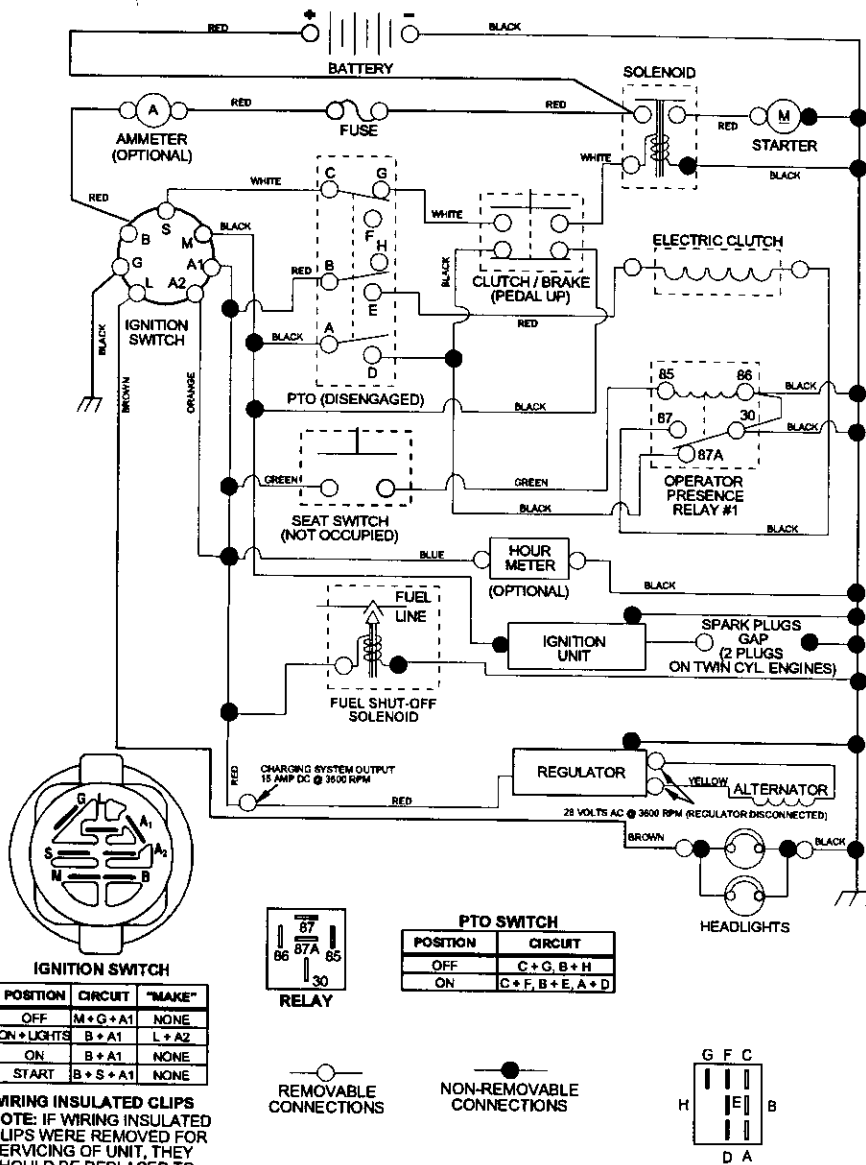 RED
+
-
BLACK
BATTERY
SOLENOID
A
RED
RED
FUSE
AMMETER
(OPTIONAL)
RED
M
STARTER
WHITE
BLACK
RED
WHITE
C
G
S
B
M
G
A1
L
A2
BLACK
F
H
WHITE
BLACK
CLUTCH / BRAKE
(PEDAL UP)
ELECTRIC CLUTCH
RED
B
E
RED
IGNITION
SWITCH
BLACK
A
D
BLACK
BROWN
ORANGE
PTO (DISENGAGED)
BLACK
85
86
BLACK
87
30
BLACK
87A
GREEN
GREEN
OPERATOR
PRESENCE
RELAY #1
BLACK
BLACK
SEAT SWITCH
(NOT OCCUPIED)
BLUE
HOUR
METER
(OPTIONAL)
BLACK
FUEL
LINE
IGNITION
UNIT
SPARK PLUGS
GAP
(2 PLUGS
ON TWIN CYL. ENGINES)
FUEL SHUT-OFF
SOLENOID
RED
CHARGING SYSTEM OUTPUT
15 AMP DC @ 3600 RPM
RED
REGULATOR
YELLOW
ALTERNATOR
28 VOLTS AC @ 3600 RPM (REGULATOR DISCONNECTED)
BROWN
BLACK
HEADLIGHTS
G
L
A1
S
A2
M
B
IGNITION SWITCH
POSITION CIRCUIT "MAKE"
OFF M+G+A1 NONE
ON + LIGHTS B+A1 L+A2
ON B+A1 NONE
START B+S+A1 NONE
87
86
87A
85
30
RELAY
PTO SWITCH
POSITION CIRCUIT
OFF C+G, B+H
ON C+F, B+E, A+D
REMOVABLE
CONNECTIONS
NON-REMOVABLE
CONNECTIONS
G F C
H E B
D A
WIRING INSULATED CLIPS
NOTE: IF WIRING INSULATED
CLIPS WERE REMOVED FOR
SERVICING OF UNIT, THEY
SHOULD BE REPLACED TO